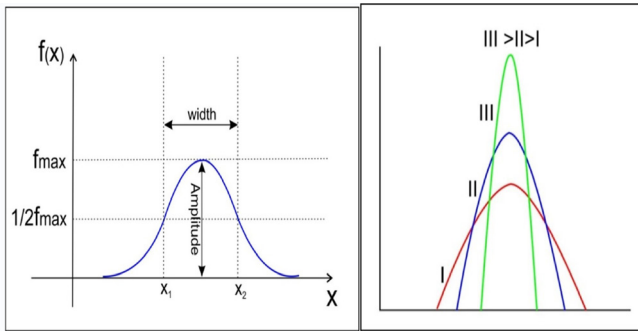 f(x)
width
fmax
Amplitude
1/2fmax
x₁
x₂
X
III >II>I
III
II
I